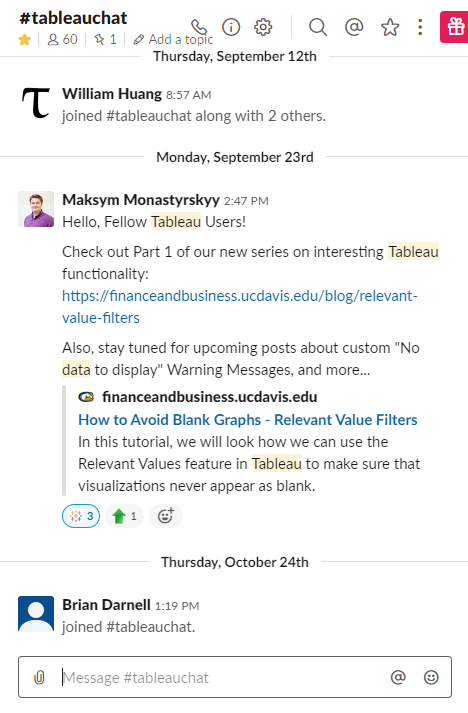 #tableauchat
60 | 1 | Add a topic
Thursday, September 12th
τ
William Huang 8:57 AM
joined #tableauchat along with 2 others.
Monday, September 23rd
Maksym Monastyrskyy 2:47 PM
Hello, Fellow Tableau Users!
Check out Part 1 of our new series on interesting Tableau
functionality:
https://financeandbusiness.ucdavis.edu/blog/relevant-
value-filters
Also, stay tuned for upcoming posts about custom "No
data to display" Warning Messages, and more...
financeandbusiness.ucdavis.edu
How to Avoid Blank Graphs - Relevant Value Filters
In this tutorial, we will look how we can use the
Relevant Values feature in Tableau to make sure that
visualizations never appear as blank.
3 1
Thursday, October 24th
Brian Darnell 1:19 PM
joined #tableauchat.
Message #tableauchat @